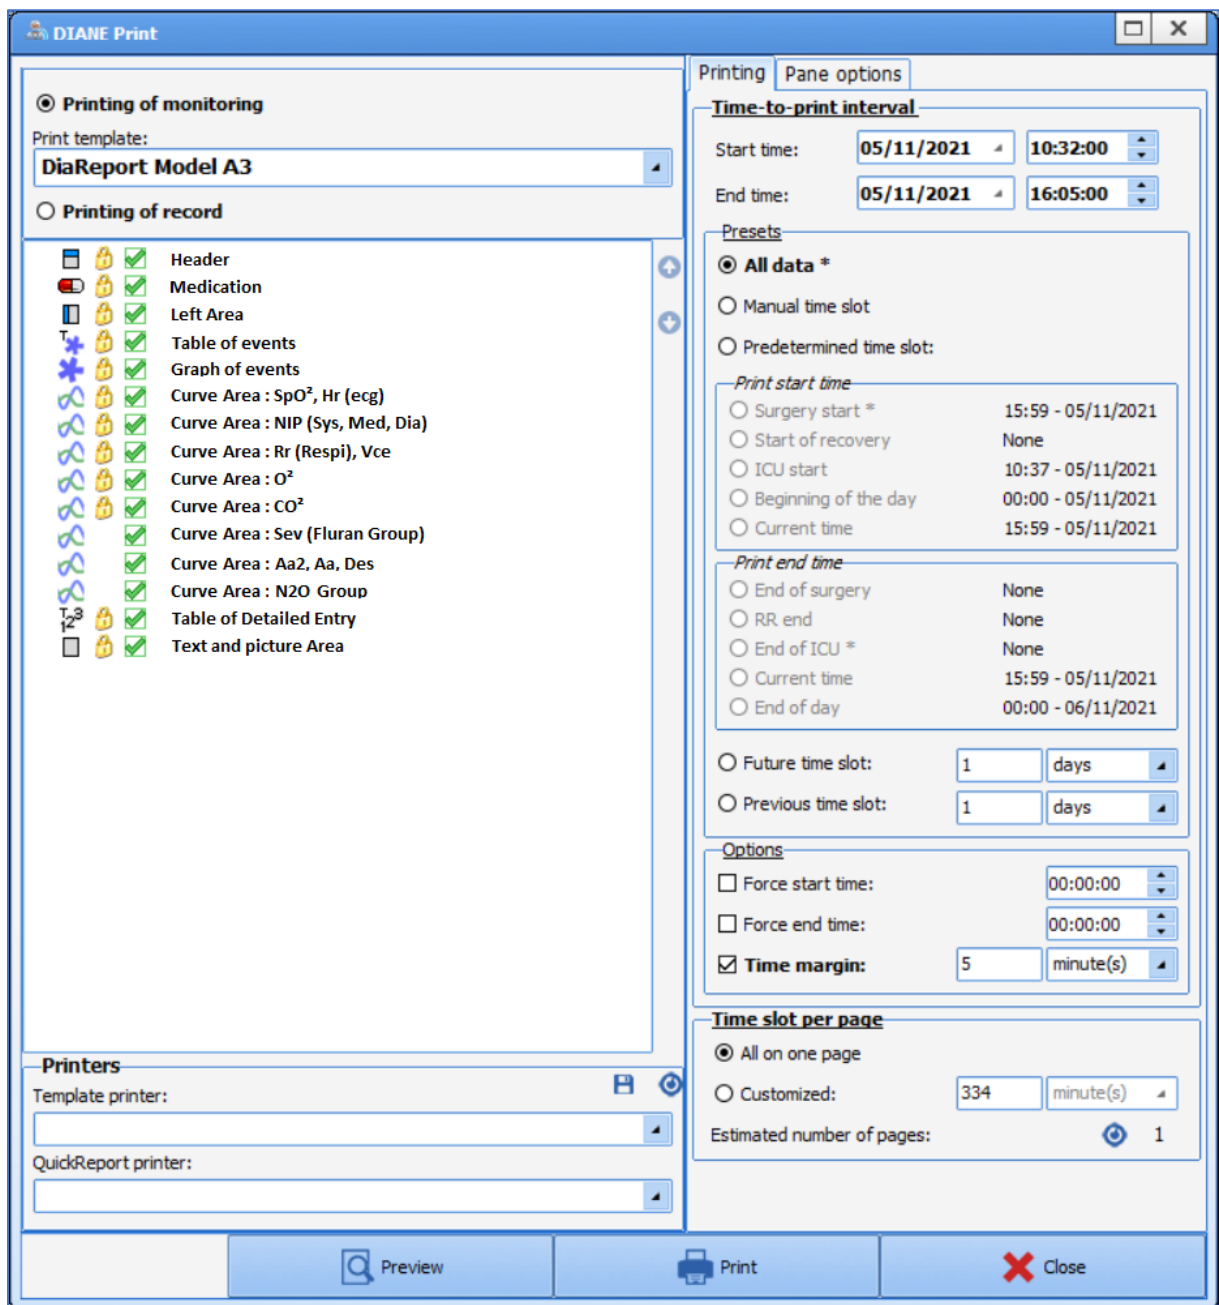 DIANE Print
Printing of monitoring
Print template:
DiaReport Model A3
Printing of record
Header
Medication
Left Area
Table of events
Graph of events
Curve Area : SpO², Hr (ecg)
Curve Area : NIP (Sys, Med, Dia)
Curve Area : Rr (Respi), Vce
Curve Area : O²
Curve Area : CO²
Curve Area : Sev (Fluran Group)
Curve Area : Aa2, Aa, Des
Curve Area : N2O Group
Table of Detailed Entry
Text and picture Area
Printers
Template printer:
QuickReport printer:
Printing Pane options
Time-to-print interval
Start time: 05/11/2021 10:32:00
End time: 05/11/2021 16:05:00
Presets
All data *
Manual time slot
Predetermined time slot:
Print start time
Surgery start * 15:59 - 05/11/2021
Start of recovery None
ICU start 10:37 - 05/11/2021
Beginning of the day 00:00 - 05/11/2021
Current time 15:59 - 05/11/2021
Print end time
End of surgery None
RR end None
End of ICU * None
Current time 15:59 - 05/11/2021
End of day 00:00 - 06/11/2021
Future time slot: 1 days
Previous time slot: 1 days
Options
Force start time: 00:00:00
Force end time: 00:00:00
Time margin: 5 minute(s)
Time slot per page
All on one page
Customized: 334 minute(s)
Estimated number of pages: 1
Preview Print Close